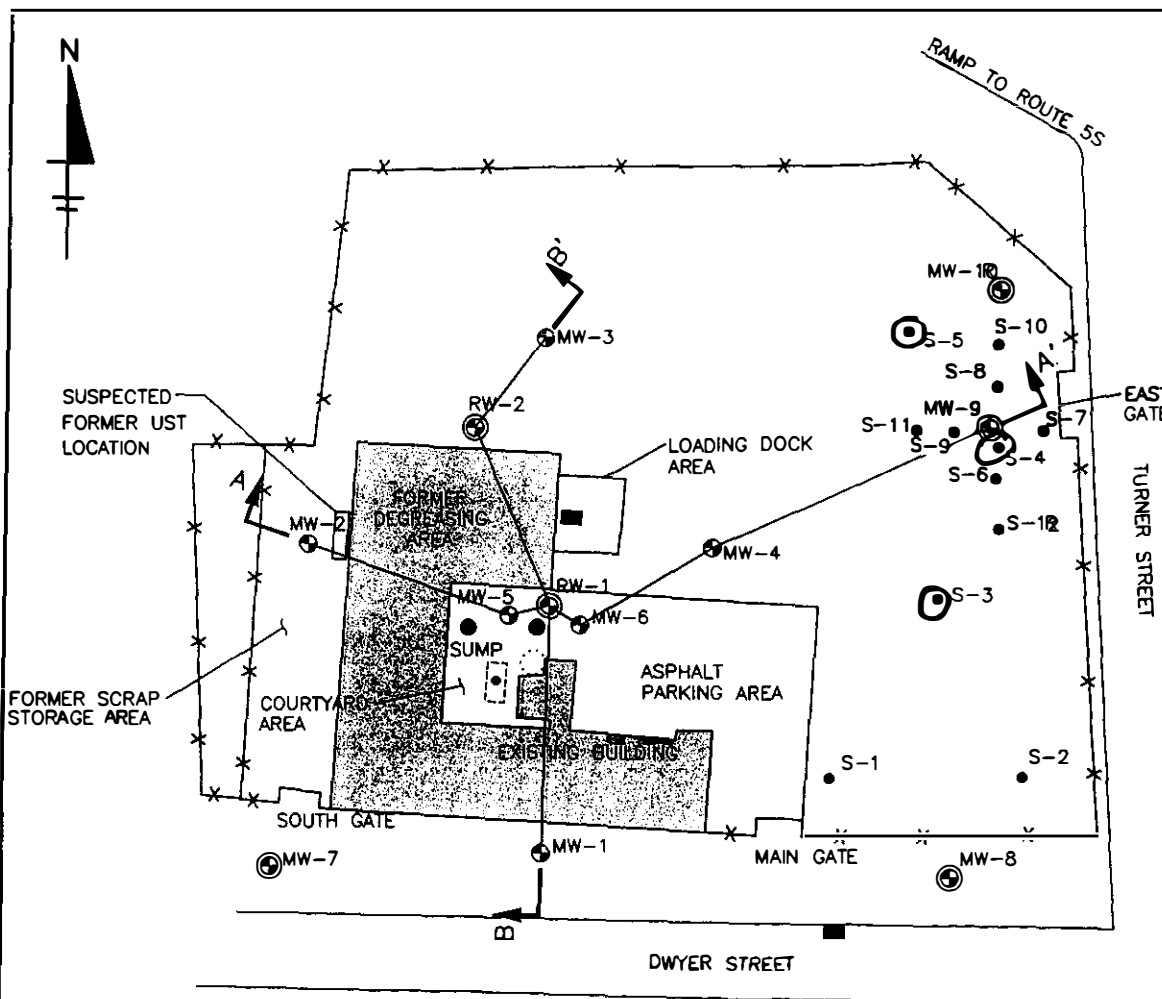 N
RAMP TO ROUTE 5S
MW-10
B'
S-5
S-10
MW-3
A'
S-8
SUSPECTED
FORMER UST
LOCATION
RW-2
MW-9
EAST
GATE
S-11
S-9
S-7
LOADING DOCK
AREA
S-4
S-6
A
FORMER
DEGREASING
AREA
MW-2
S-12
TURNER STREET
MW-4
RW-1
MW-5
MW-6
S-3
SUMP
ASPHALT
PARKING AREA
FORMER SCRAP
STORAGE AREA
COURTYARD
AREA
EXISTING BUILDING
S-1
S-2
SOUTH GATE
MW-7
MW-1
MAIN GATE
MW-8
B
DWYER STREET